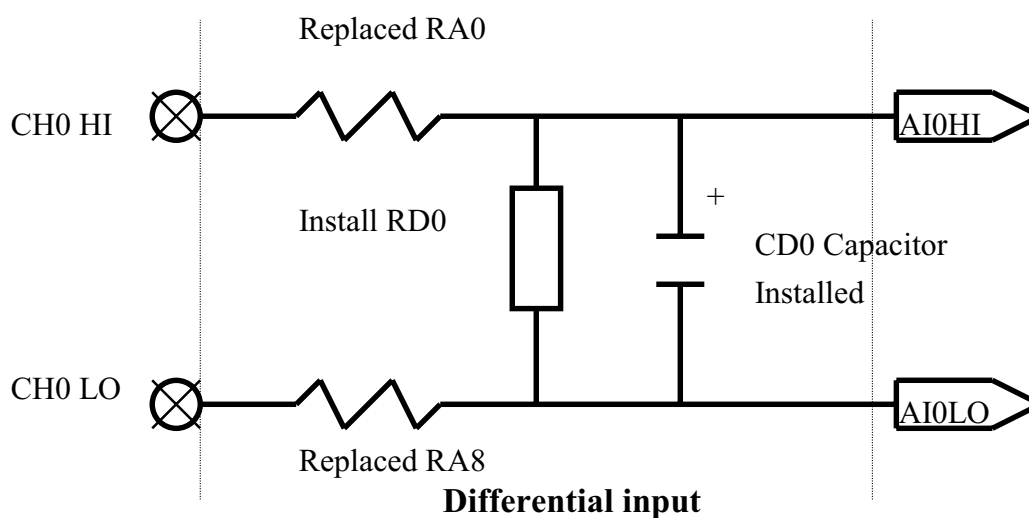 Replaced RA0
CH0 HI
AI0HI
Install RD0
+
CD0 Capacitor
Installed
CH0 LO
AI0LO
Replaced RA8
Differential input